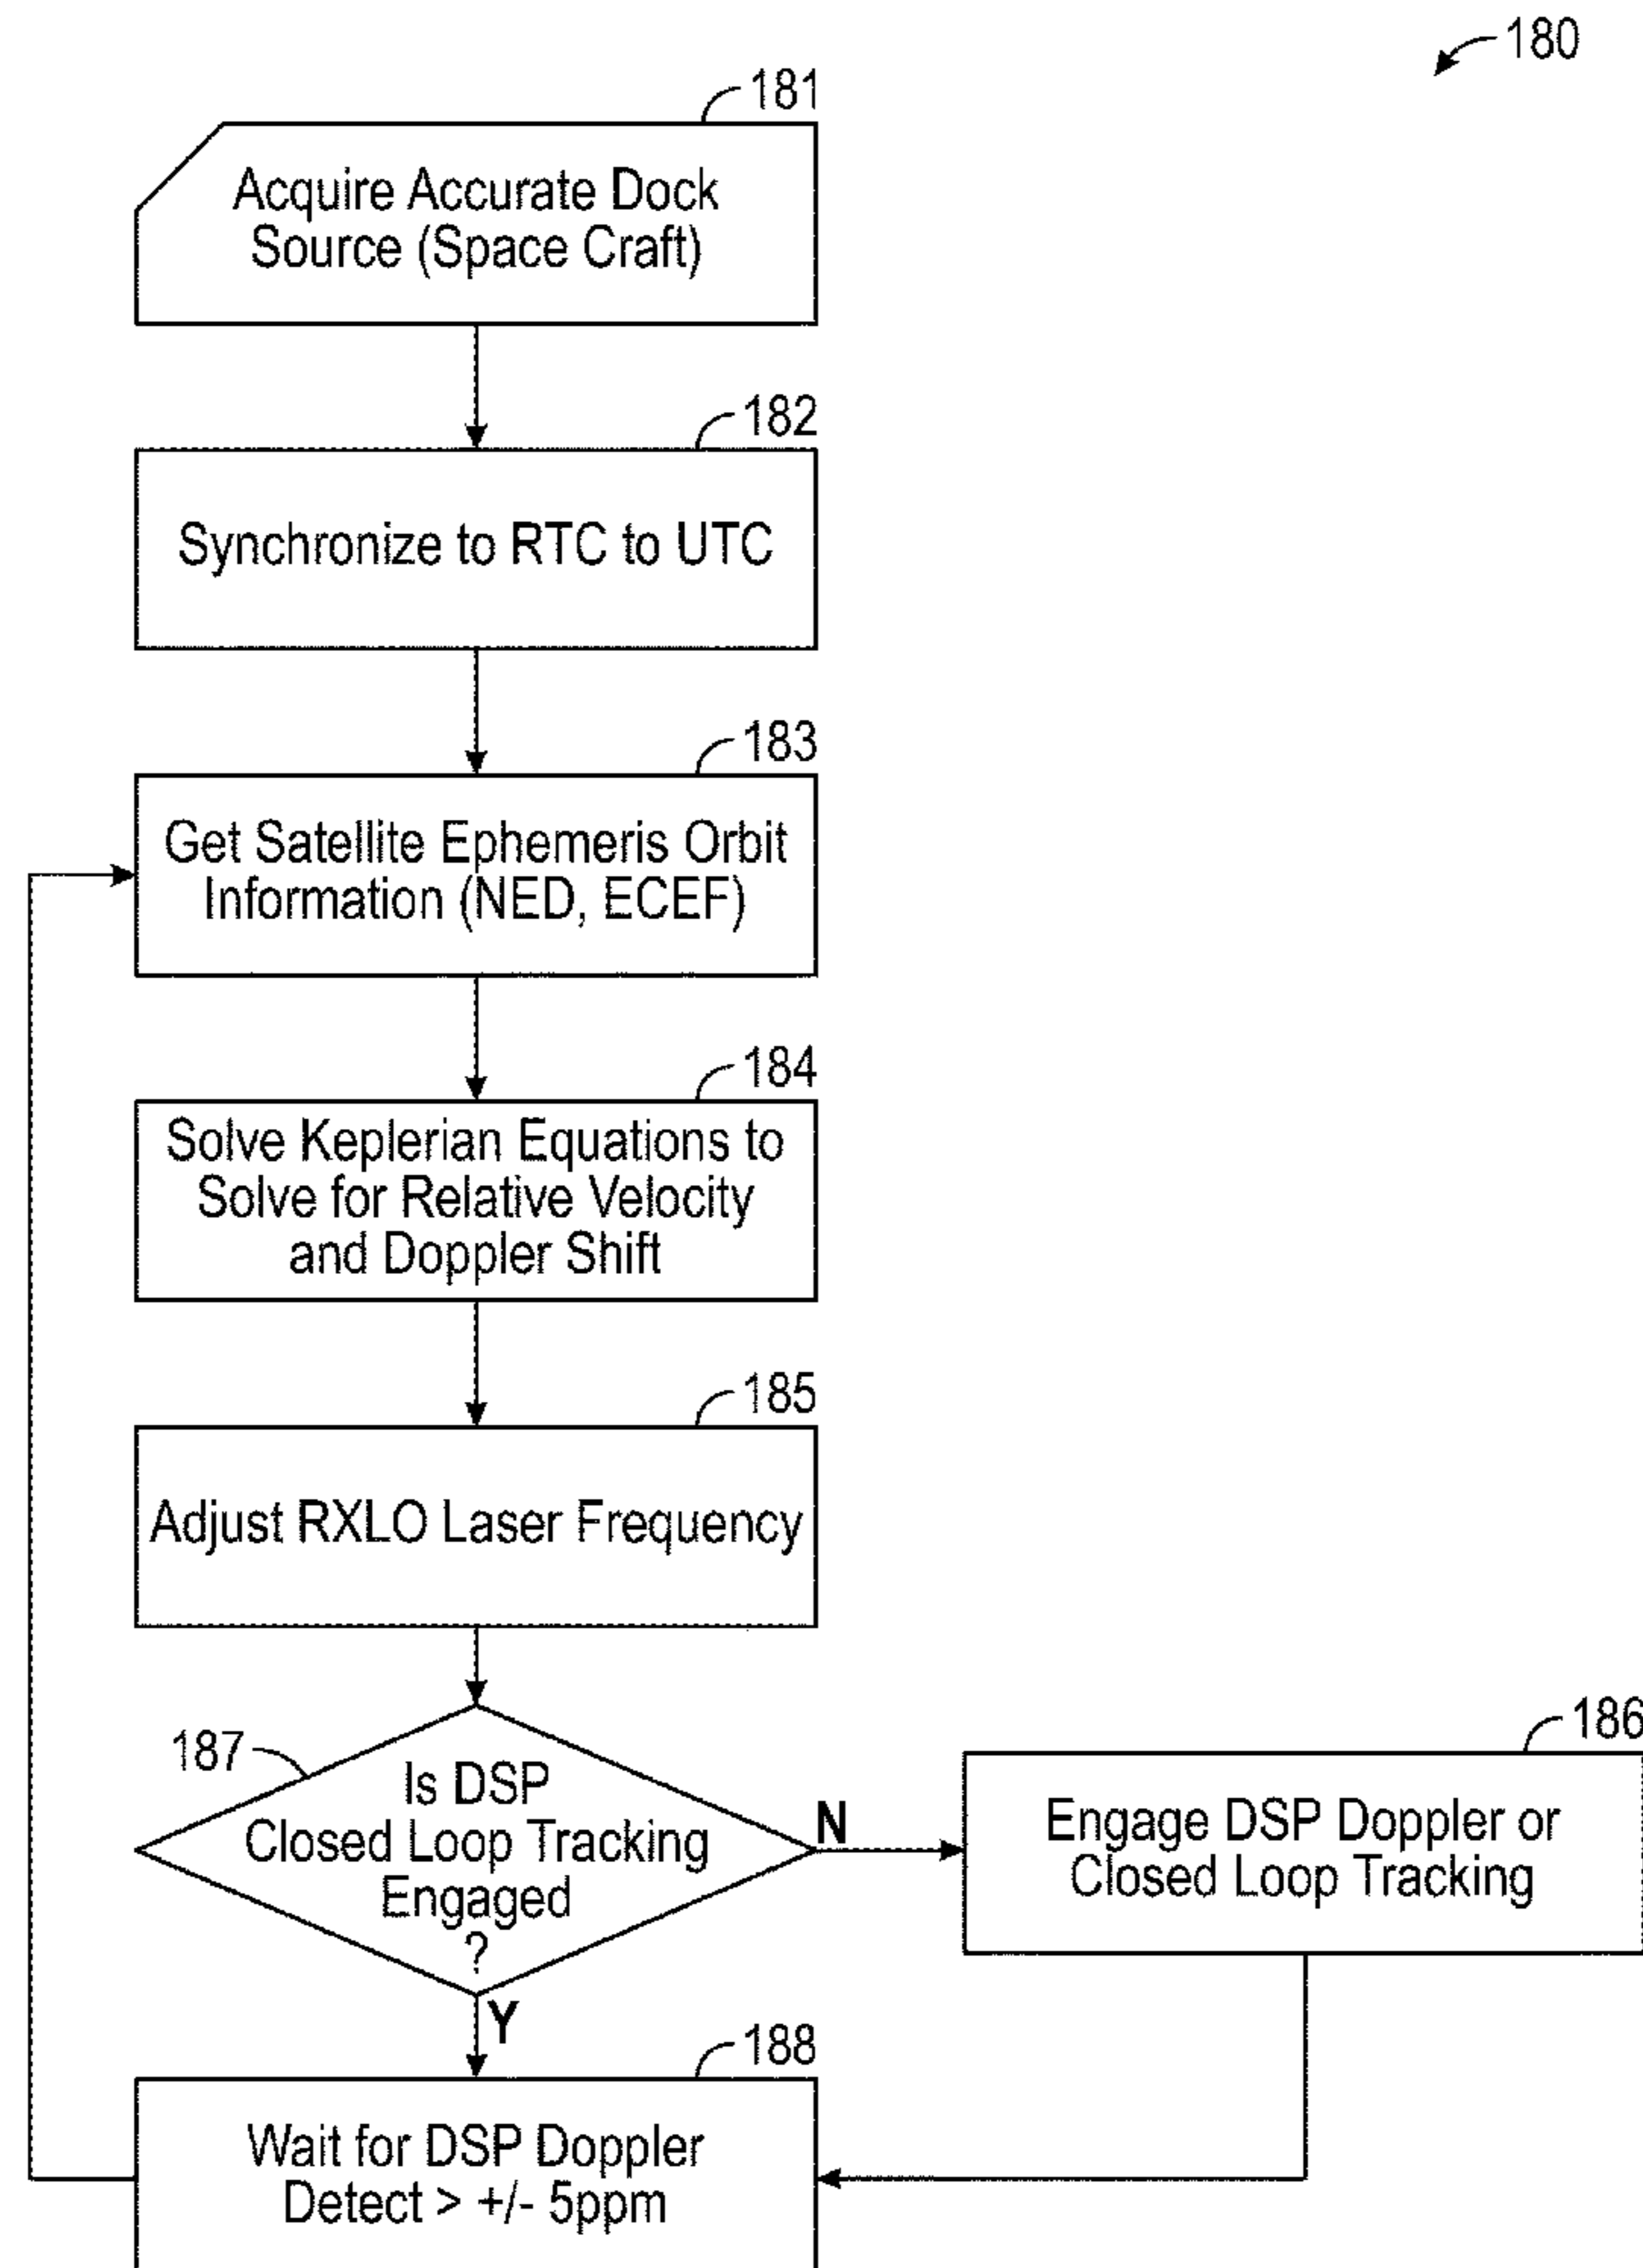 180
181
Acquire Accurate Dock
Source (Space Craft)
182
Synchronize to RTC to UTC
183
Get Satellite Ephemeris Orbit
Information (NED, ECEF)
184
Solve Keplerian Equations to
Solve for Relative Velocity
and Doppler Shift
185
Adjust RXLO Laser Frequency
187
Is DSP
Closed Loop Tracking
Engaged
?
N
186
Engage DSP Doppler or
Closed Loop Tracking
Y
188
Wait for DSP Doppler
Detect > +/- 5ppm